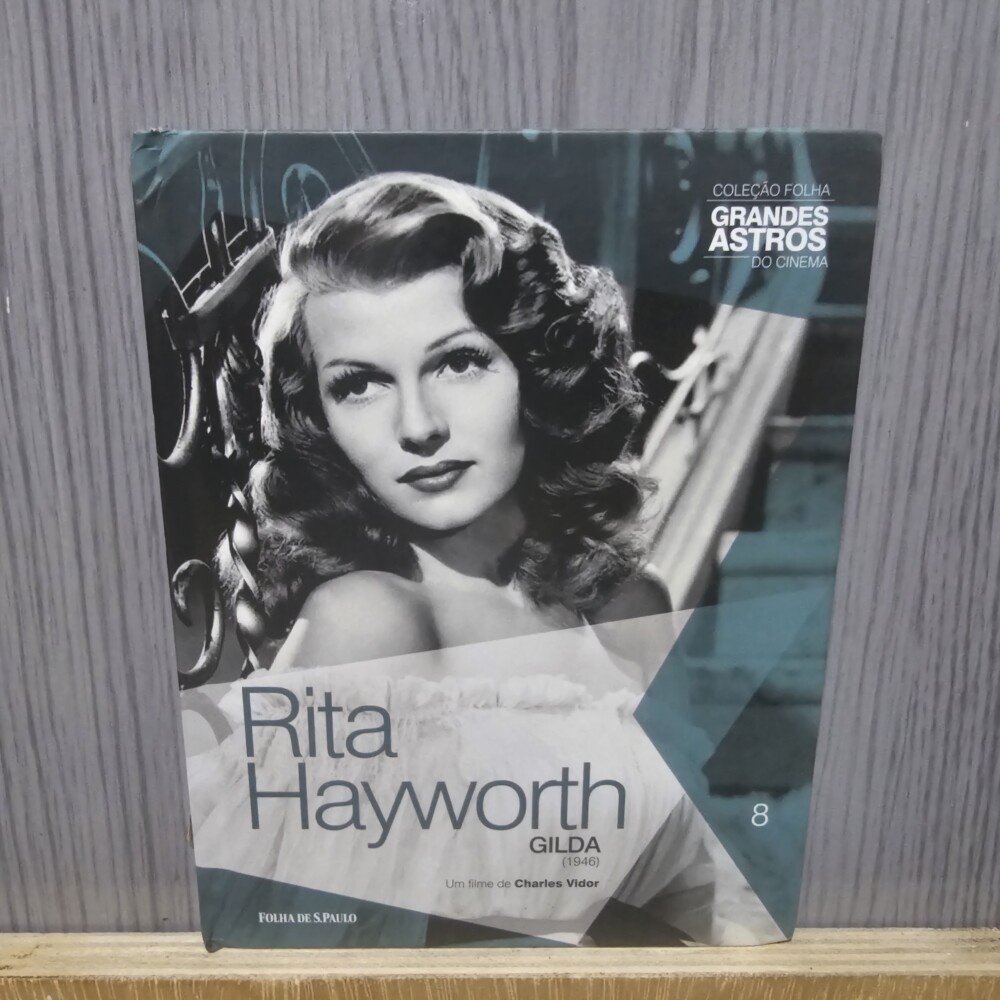 COLEÇÃO FOLHA
GRANDES
ASTROS
DO CINEMA
Rita
Hayworth
GILDA
(1946)
Um filme de Charles Vidor
8
FOLHA DE S.PAULO